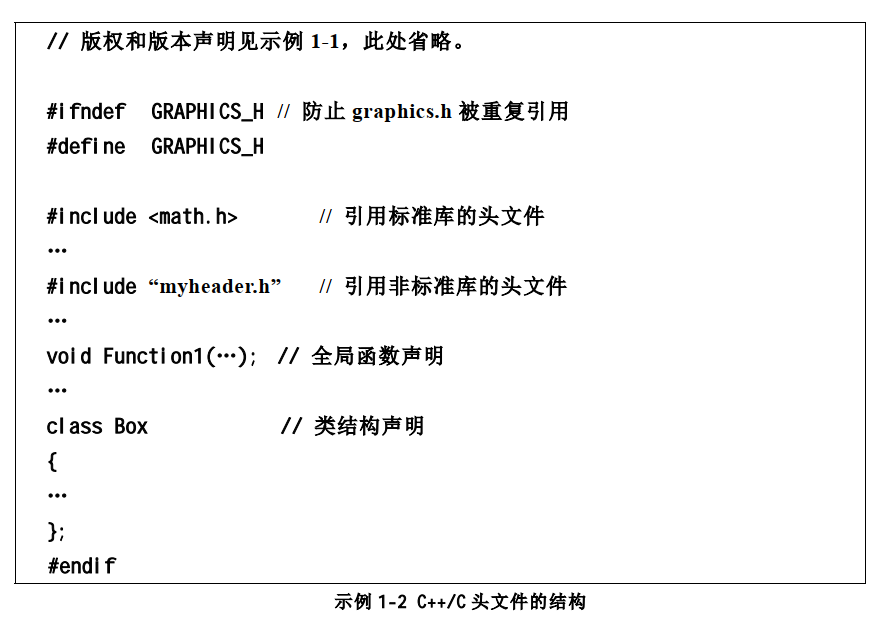 // 版权和版本声明见示例 1-1，此处省略。
#ifndef GRAPHICS_H // 防止 graphics.h 被重复引用
#define GRAPHICS_H
#include <math.h> // 引用标准库的头文件
…
#include “myheader.h” // 引用非标准库的头文件
…
void Function1(…); // 全局函数声明
…
class Box // 类结构声明
{
…
};
#endif
示例 1-2 C++/C 头文件的结构